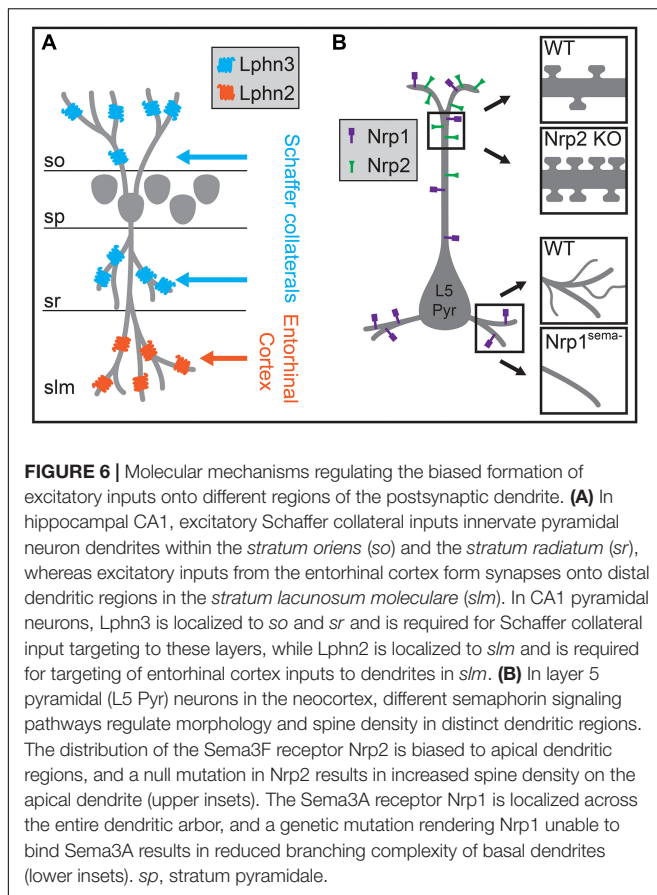 A
Lphn3
Lphn2
so
sp
sr
slm
Schaffer collaterals
Entorhinal
Cortex
B
Nrp1
Nrp2
L5
Pyr
WT
Nrp2 KO
WT
Nrp1sema-
FIGURE 6 | Molecular mechanisms regulating the biased formation of
excitatory inputs onto different regions of the postsynaptic dendrite. (A) In
hippocampal CA1, excitatory Schaffer collateral inputs innervate pyramidal
neuron dendrites within the stratum oriens (so) and the stratum radiatum (sr),
whereas excitatory inputs from the entorhinal cortex form synapses onto distal
dendritic regions in the stratum lacunosum moleculare (slm). In CA1 pyramidal
neurons, Lphn3 is localized to so and sr and is required for Schaffer collateral
input targeting to these layers, while Lphn2 is localized to slm and is required
for targeting of entorhinal cortex inputs to dendrites in slm. (B) In layer 5
pyramidal (L5 Pyr) neurons in the neocortex, different semaphorin signaling
pathways regulate morphology and spine density in distinct dendritic regions.
The distribution of the Sema3F receptor Nrp2 is biased to apical dendritic
regions, and a null mutation in Nrp2 results in increased spine density on the
apical dendrite (upper insets). The Sema3A receptor Nrp1 is localized across
the entire dendritic arbor, and a genetic mutation rendering Nrp1 unable to
bind Sema3A results in reduced branching complexity of basal dendrites
(lower insets). sp, stratum pyramidale.